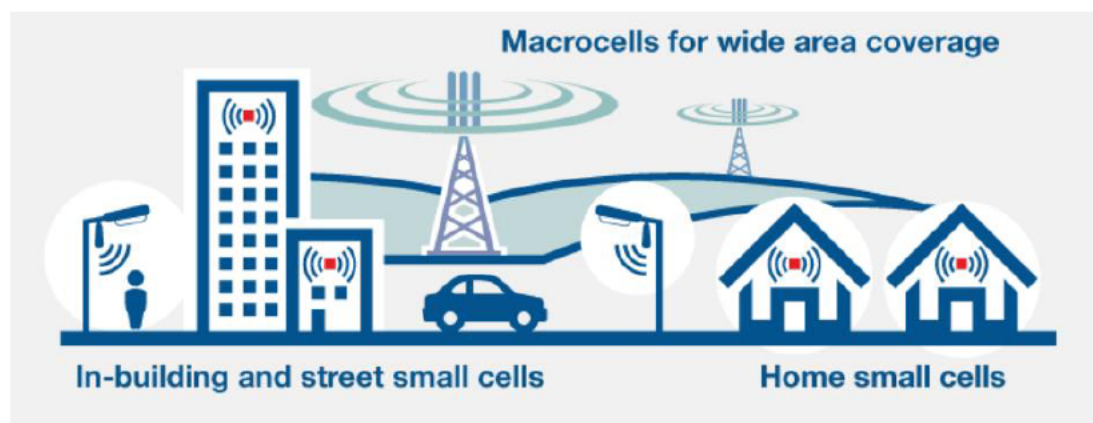 Macrocells for wide area coverage
In-building and street small cells
Home small cells